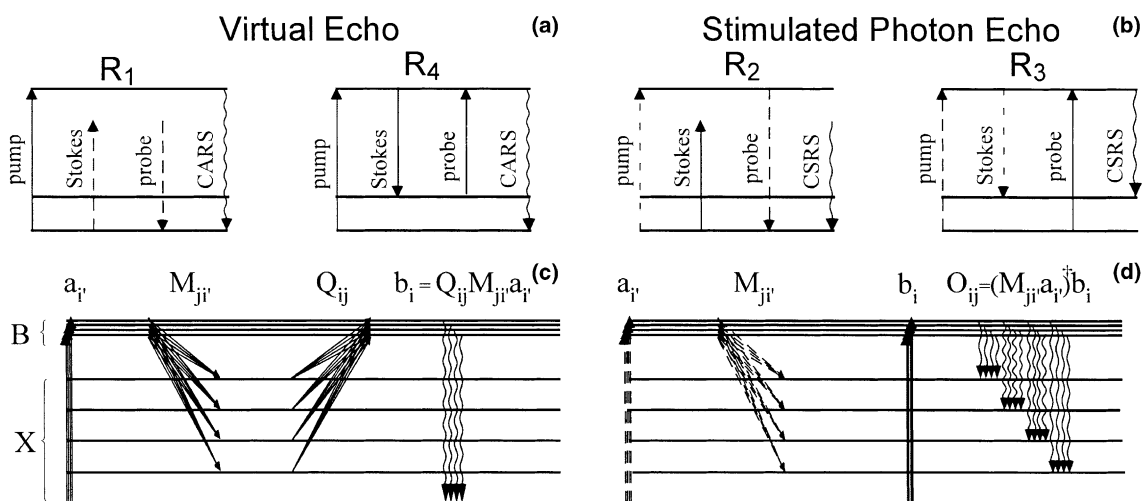 Virtual Echo (a)
R1
pump
Stokes
probe
CARS
R4
pump
Stokes
probe
CARS
Stimulated Photon Echo (b)
R2
pump
Stokes
probe
CSRS
R3
pump
Stokes
probe
CSRS
(c)
ai' Mji' Qij bi = QijMji'ai'
B {
X
(d)
ai' Mji' bi Oij=(Mji'ai')†bi